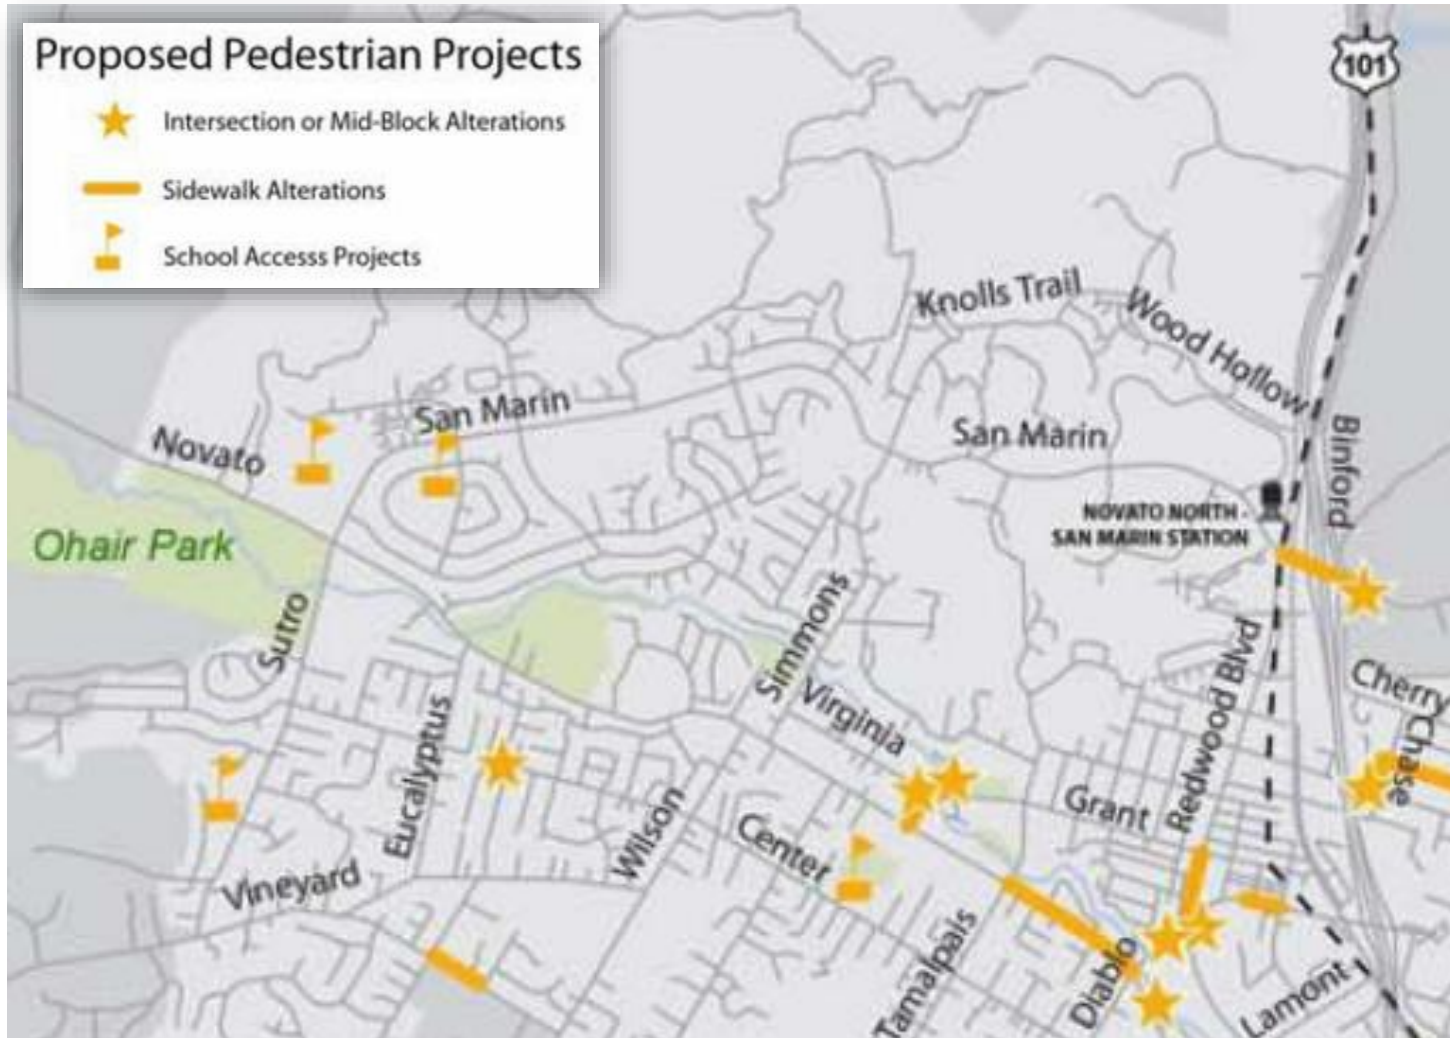 Proposed Pedestrian Projects
Intersection or Mid-Block Alterations
Sidewalk Alterations
School Accesss Projects
101
Knolls Trail
Wood Hollow
San Marin
San Marin
Novato
Binford
NOVATO NORTH -
SAN MARIN STATION
Ohair Park
Sutro
Simmons
Redwood Blvd
Cherry
Chase
Virginia
Eucalyptus
Grant
Wilson
Center
Vineyard
Tamalpais
Diablo
Lamont